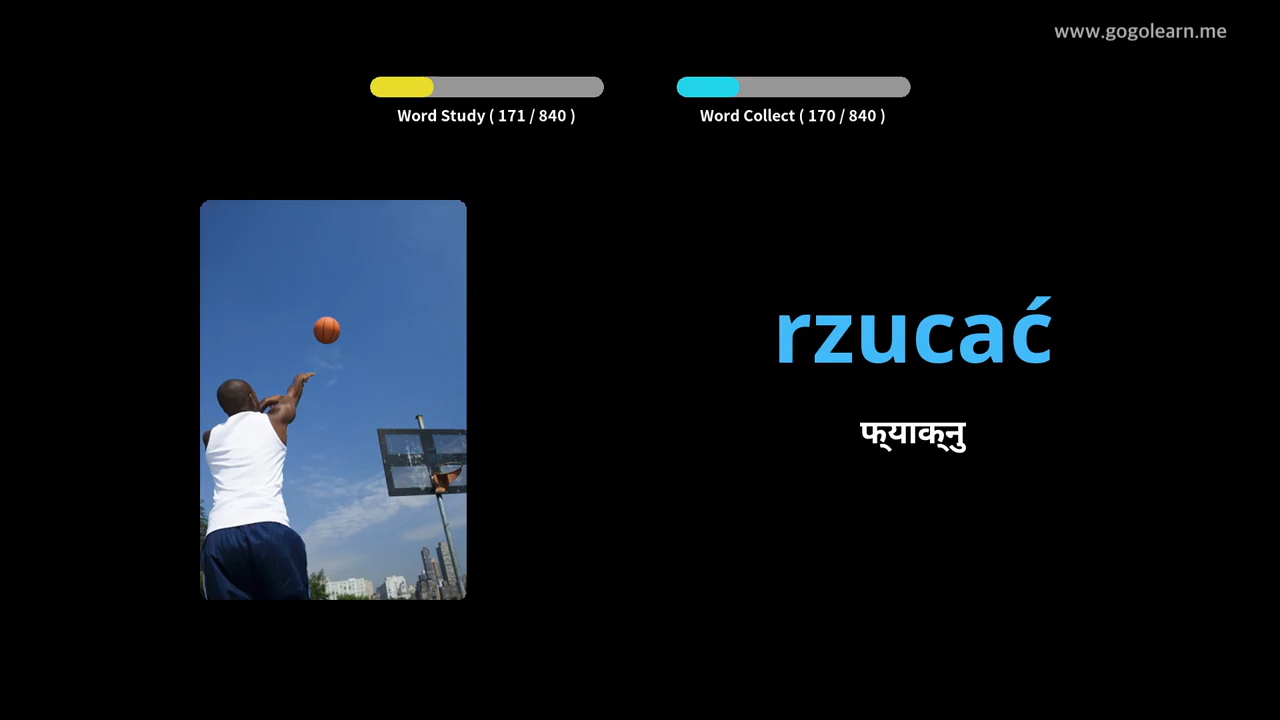 www.gogolearn.me
Word Study ( 171 / 840 )
Word Collect ( 170 / 840 )
rzucać
फ्याक्नु